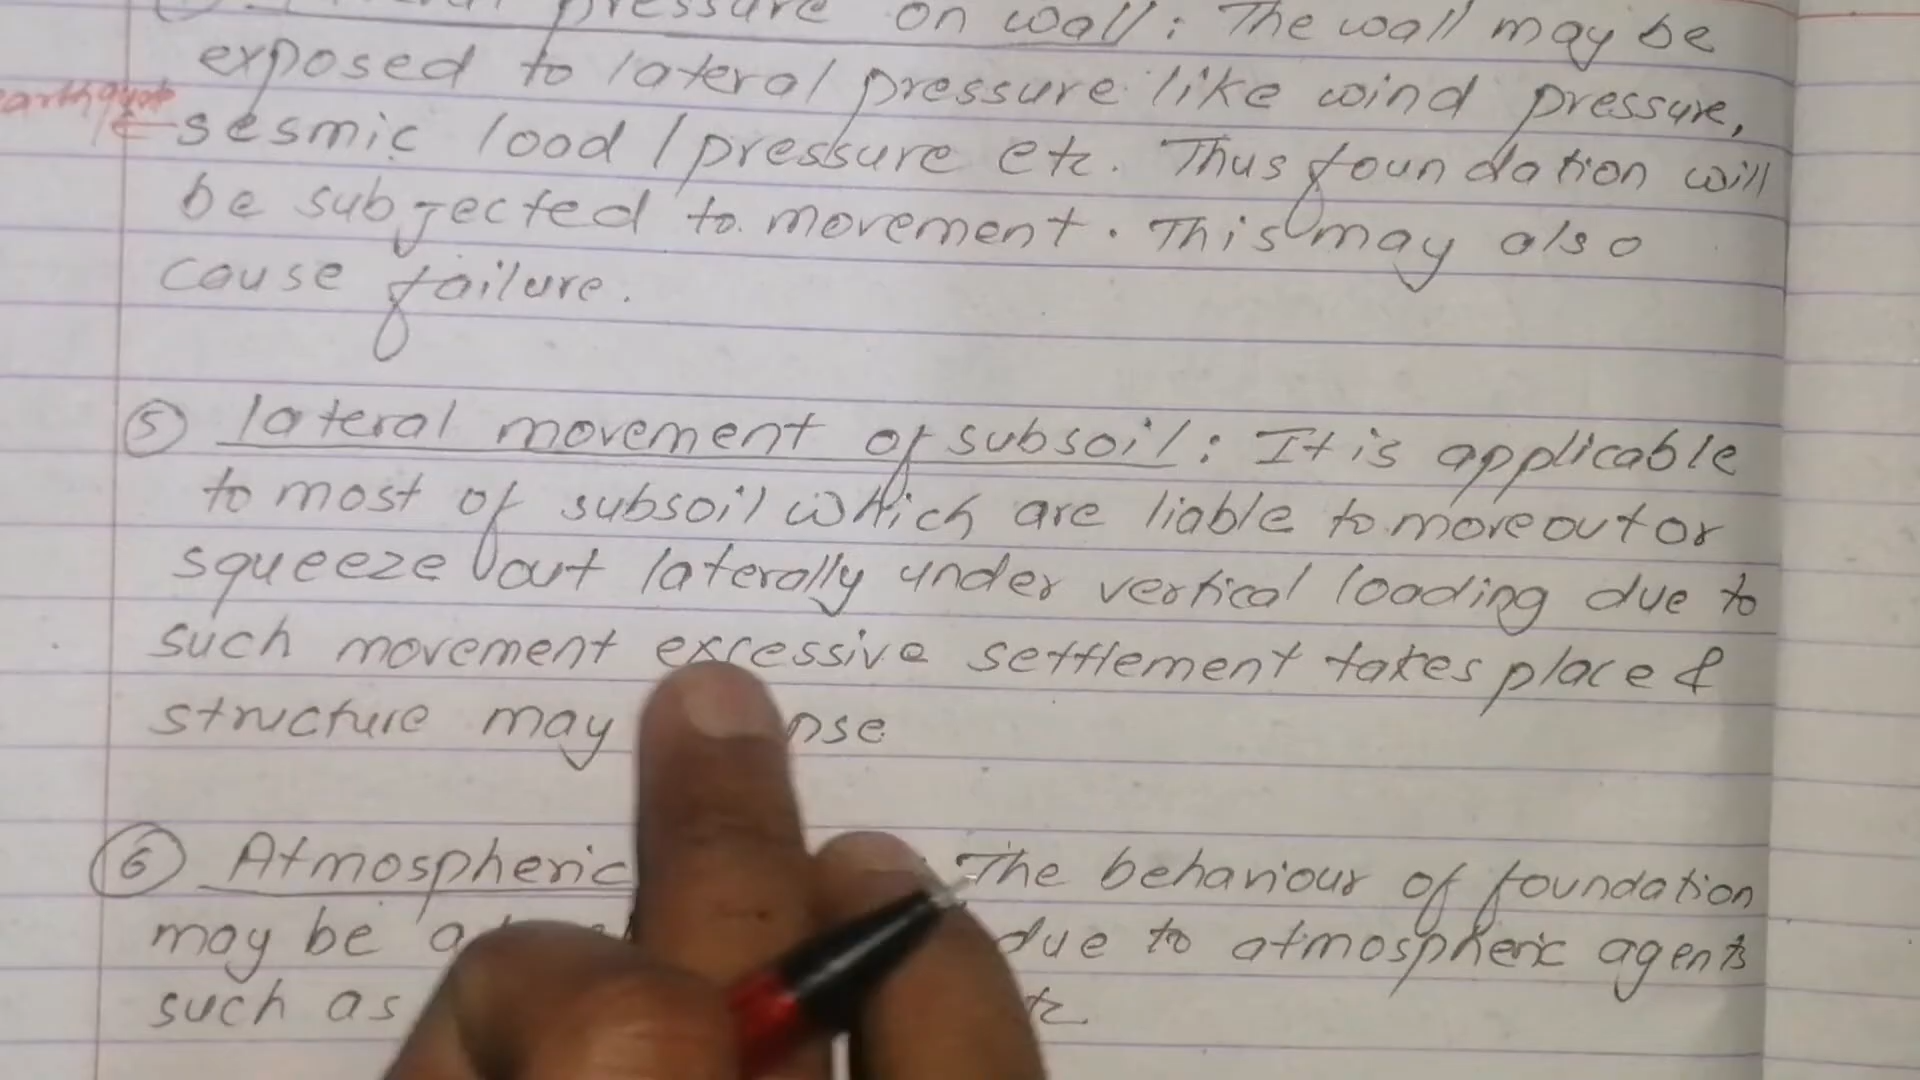 pressure on wall : The wall may be
exposed to lateral pressure like wind pressure,
sesmic load / pressure etc. Thus foundation will
be subjected to movement. This may also
cause failure.
⑤ lateral movement of subsoil : It is applicable
to most of subsoil which are liable to move out or
squeeze out laterally under vertical loading due to
such movement excessive settlement takes place &
structure may
⑥ Atmospheric The behaviour of foundation
may be due to atmospheric agents
such as